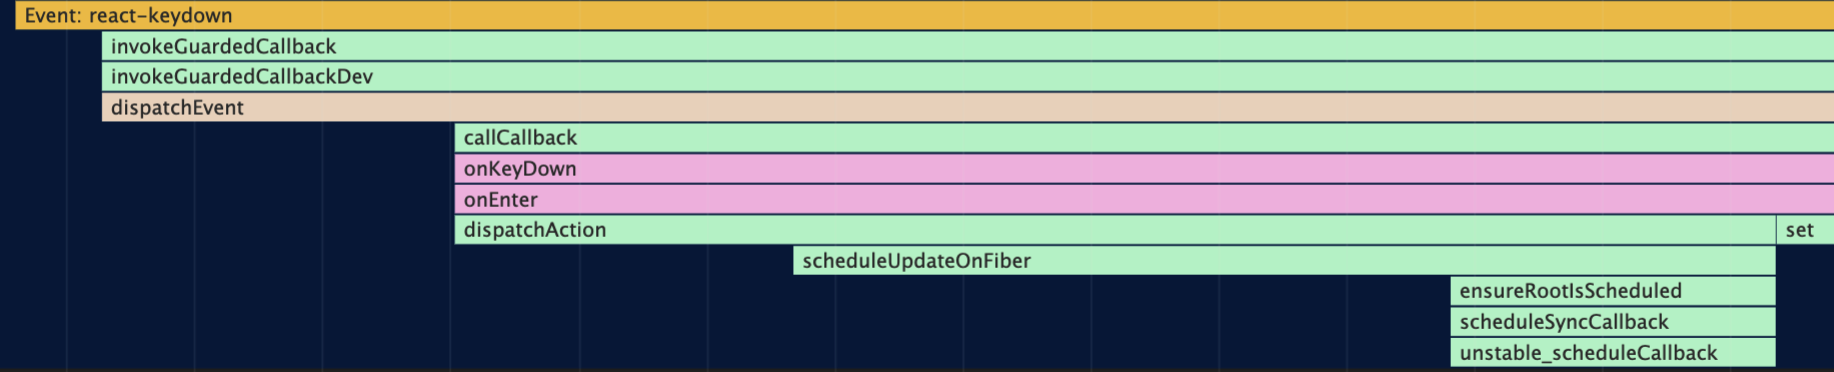 Event: react-keydown
invokeGuardedCallback
invokeGuardedCallbackDev
dispatchEvent
callCallback
onKeyDown
onEnter
dispatchAction set
scheduleUpdateOnFiber
ensureRootIsScheduled
scheduleSyncCallback
unstable_scheduleCallback